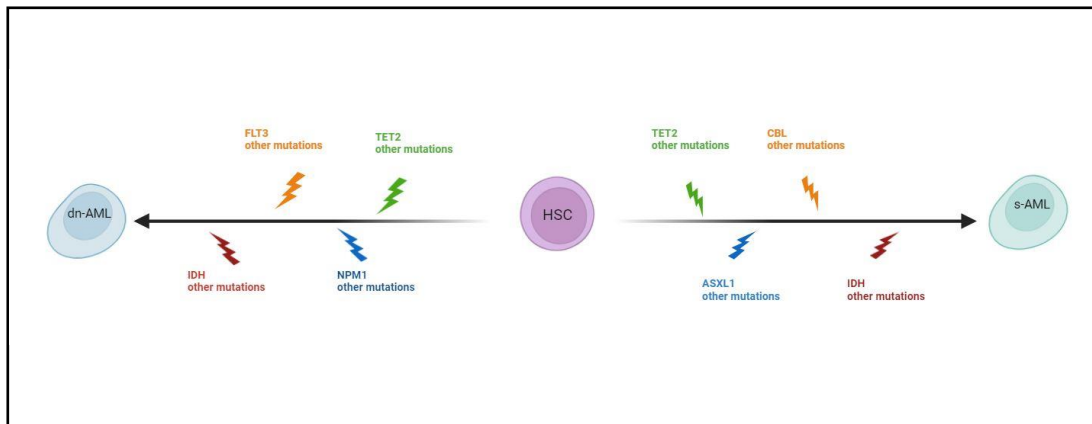 FLT3
other mutations
TET2
other mutations
TET2
other mutations
CBL
other mutations
dn-AML
HSC
s-AML
IDH
other mutations
NPM1
other mutations
ASXL1
other mutations
IDH
other mutations